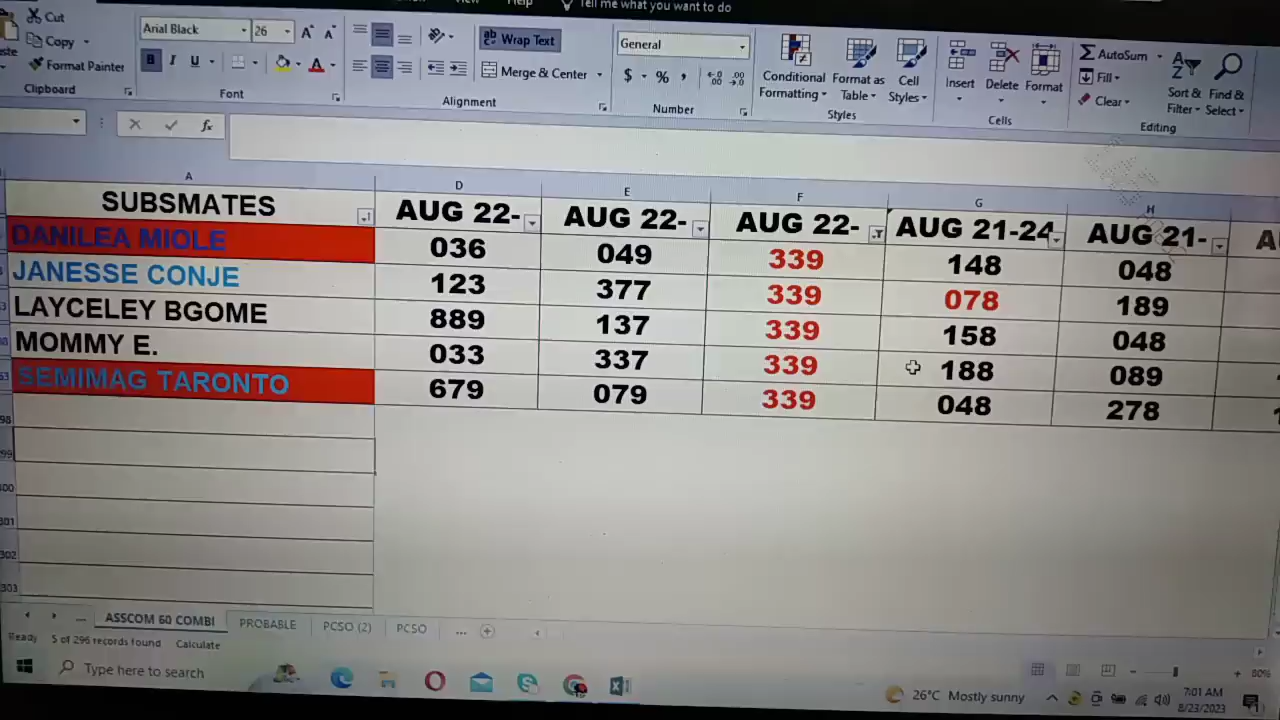 Help Tell me what you want to do
Cut Arial Black 26 Wrap Text General AutoSum
Copy Fill
Format Painter B I U Merge & Center $ % , Conditional Formatting Format as Table Cell Styles Insert Delete Format Clear Sort & Filter Find & Select
Clipboard Font Alignment Number Styles Cells Editing
fx
A D E F G H
SUBSMATES AUG 22- AUG 22- AUG 22- AUG 21-24 AUG 21-
DANILEA MIOLE 036 049 339 148 048
JANESSE CONJE 123 377 339 078 189
LAYCELEY BGOME 889 137 339 158 048
MOMMY E. 033 337 339 188 089
SEMIMAG TARONTO 679 079 339 048 278
ASSCOM 60 COMBI PROBABLE PCSO (2) PCSO ...
Ready 5 of 296 records found Calculate 60%
Type here to search 26°C Mostly sunny 7:01 AM
8/23/2023